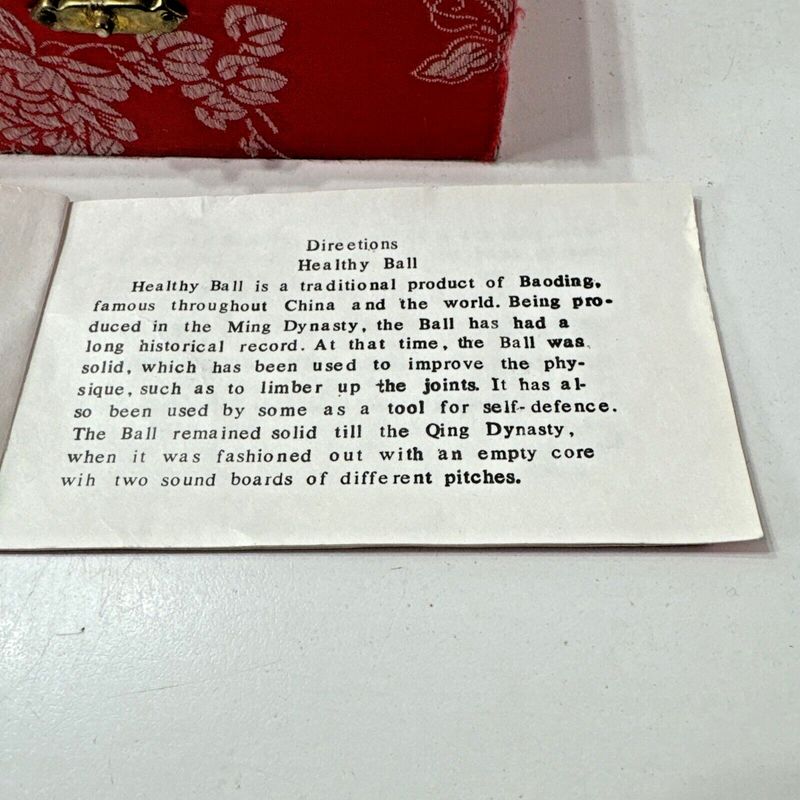 Directions
Healthy Ball
Healthy Ball is a traditional product of Baoding,
famous throughout China and the world. Being pro-
duced in the Ming Dynasty, the Ball has had a
long historical record. At that time, the Ball was
solid, which has been used to improve the phy-
sique, such as to limber up the joints. It has al-
so been used by some as a tool for self-defence.
The Ball remained solid till the Qing Dynasty,
when it was fashioned out with an empty core
wih two sound boards of different pitches.